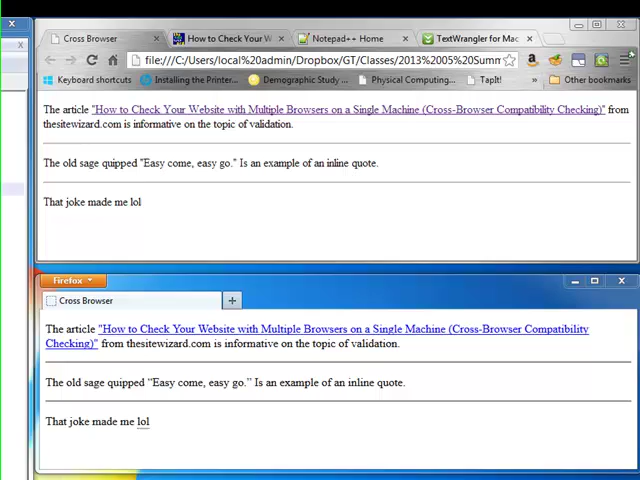 Cross Browser
How to Check Your W
Notepad++ Home
TextWrangler for Mac
file:///C:/Users/local%20admin/Dropbox/GT/Classes/2013%2005%20Summ
Keyboard shortcuts
Installing the Printer...
Demographic Study ...
Physical Computing...
TapIt!
Other bookmarks
The article "How to Check Your Website with Multiple Browsers on a Single Machine (Cross-Browser Compatibility Checking)" from
thesitewizard.com is informative on the topic of validation.
The old sage quipped "Easy come, easy go." Is an example of an inline quote.
That joke made me lol
Firefox
Cross Browser
The article "How to Check Your Website with Multiple Browsers on a Single Machine (Cross-Browser Compatibility
Checking)" from thesitewizard.com is informative on the topic of validation.
The old sage quipped “Easy come, easy go.” Is an example of an inline quote.
That joke made me lol